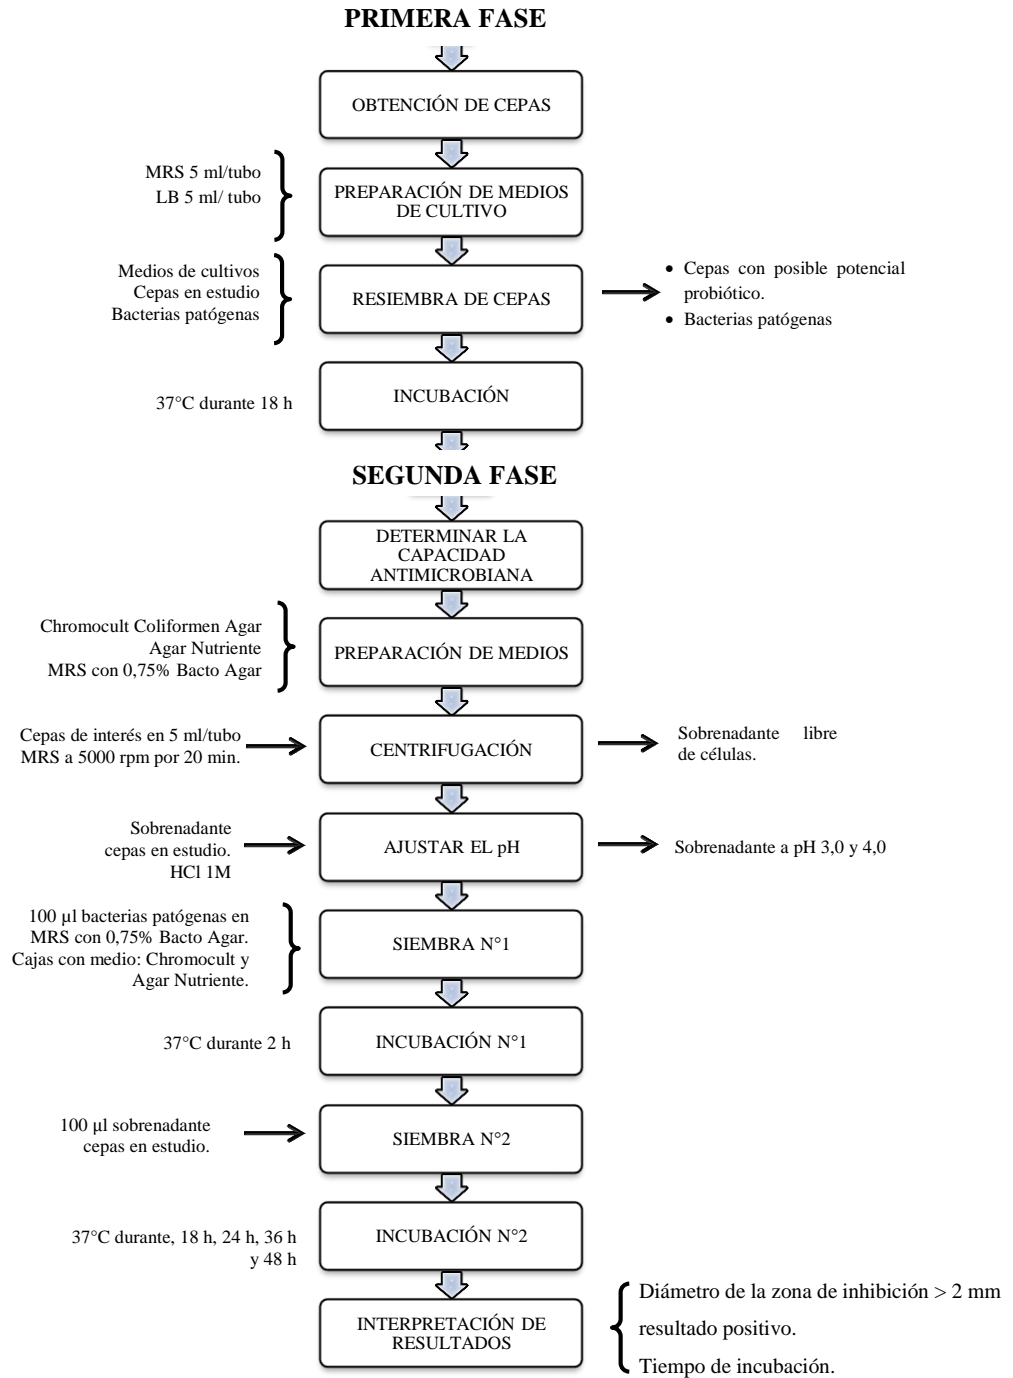 PRIMERA FASE
OBTENCIÓN DE CEPAS
MRS 5 ml/tubo
LB 5 ml/ tubo
PREPARACIÓN DE MEDIOS
DE CULTIVO
Medios de cultivos
Cepas en estudio
Bacterias patógenas
RESIEMBRA DE CEPAS
• Cepas con posible potencial
probiótico.
• Bacterias patógenas
37°C durante 18 h
INCUBACIÓN
SEGUNDA FASE
DETERMINAR LA
CAPACIDAD
ANTIMICROBIANA
Chromocult Coliformen Agar
Agar Nutriente
MRS con 0,75% Bacto Agar
PREPARACIÓN DE MEDIOS
Cepas de interés en 5 ml/tubo
MRS a 5000 rpm por 20 min.
CENTRIFUGACIÓN
Sobrenadante libre
de células.
Sobrenadante
cepas en estudio.
HCl 1M
AJUSTAR EL pH
Sobrenadante a pH 3,0 y 4,0
100 µl bacterias patógenas en
MRS con 0,75% Bacto Agar.
Cajas con medio: Chromocult y
Agar Nutriente.
SIEMBRA N°1
37°C durante 2 h
INCUBACIÓN N°1
100 µl sobrenadante
cepas en estudio.
SIEMBRA N°2
37°C durante, 18 h, 24 h, 36 h
y 48 h
INCUBACIÓN N°2
INTERPRETACIÓN DE
RESULTADOS
Diámetro de la zona de inhibición > 2 mm
resultado positivo.
Tiempo de incubación.